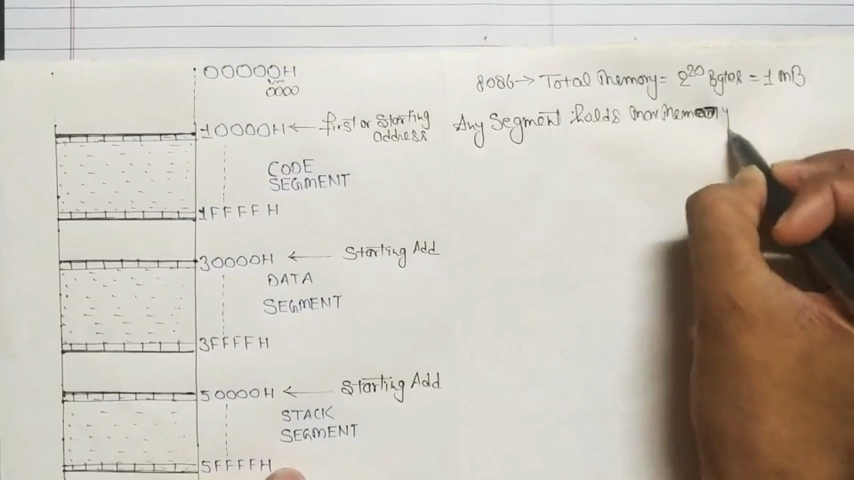 00000H
0000
10000H ← first or Starting
address
CODE
SEGMENT
1FFFFH
30000H ← Starting Add
DATA
SEGMENT
3FFFFH
50000H ← Starting Add
STACK
SEGMENT
5FFFFH
8086 → Total Memory = 2^20 Bytes = 1 MB
Any Segment holds max Memory